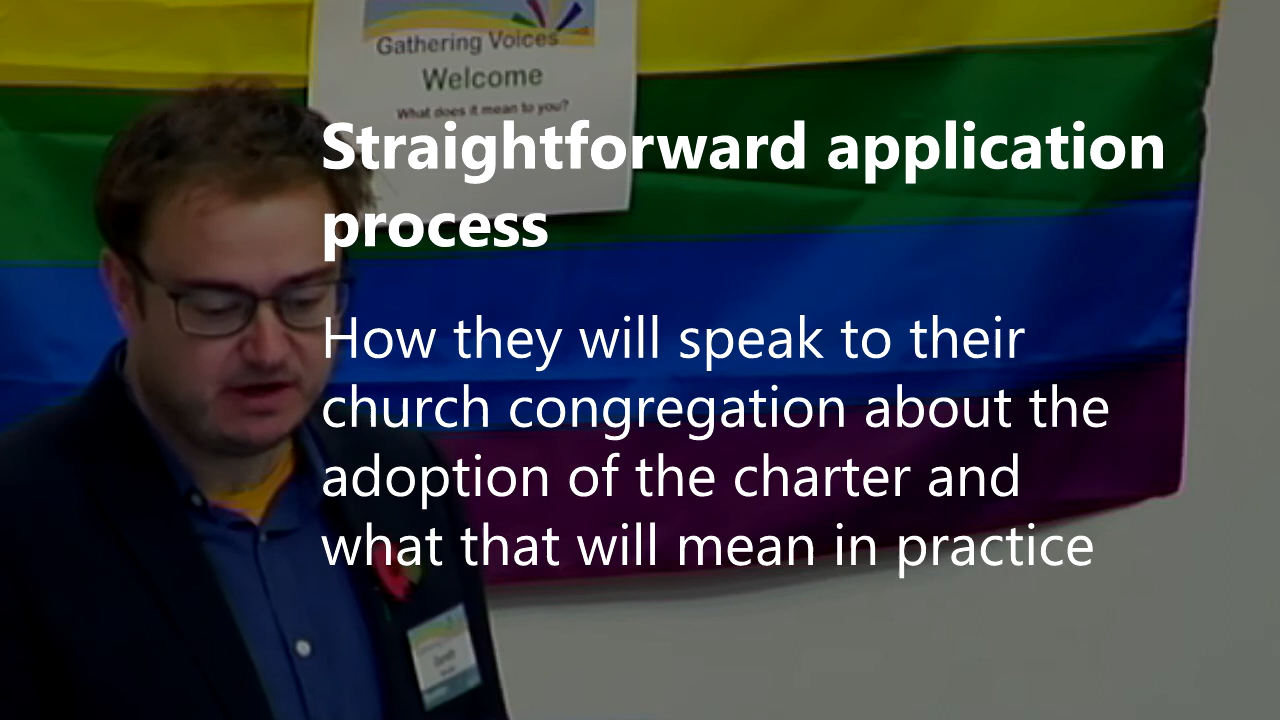 Gathering Voices
Welcome
What does it mean to you?
Straightforward application
process
How they will speak to their
church congregation about the
adoption of the charter and
what that will mean in practice